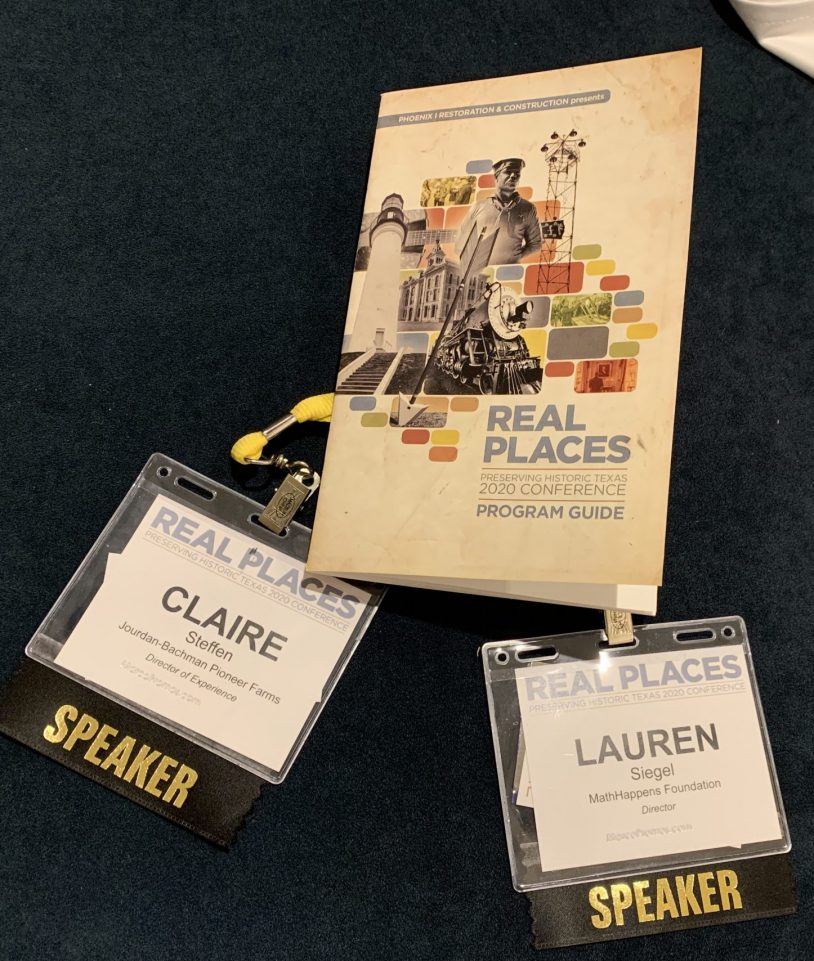 PHOENIX I RESTORATION & CONSTRUCTION presents
REAL
PLACES
PRESERVING HISTORIC TEXAS
2020 CONFERENCE
PROGRAM GUIDE
REAL PLACES
PRESERVING HISTORIC TEXAS 2020 CONFERENCE
CLAIRE
Steffen
Jourdan-Bachman Pioneer Farms
Director of Experience
SPEAKER
REAL PLACES
PRESERVING HISTORIC TEXAS 2020 CONFERENCE
LAUREN
Siegel
MathHappens Foundation
Director
SPEAKER